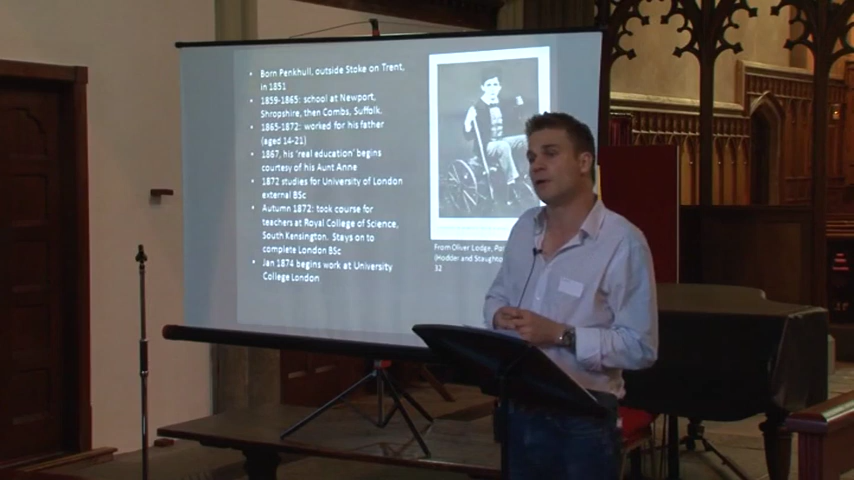 • Born Penkhull, outside Stoke on Trent,
in 1851
• 1859-1865: school at Newport,
Shropshire, then Combs, Suffolk.
• 1865-1872: worked for his father
(aged 14-21)
• 1867, his 'real education' begins
courtesy of his Aunt Anne
• 1872 studies for University of London
external BSc
• Autumn 1872: took course for
teachers at Royal College of Science,
South Kensington. Stays on to
complete London BSc
• Jan 1874 begins work at University
College London
From Oliver Lodge,
(Hodder and
32